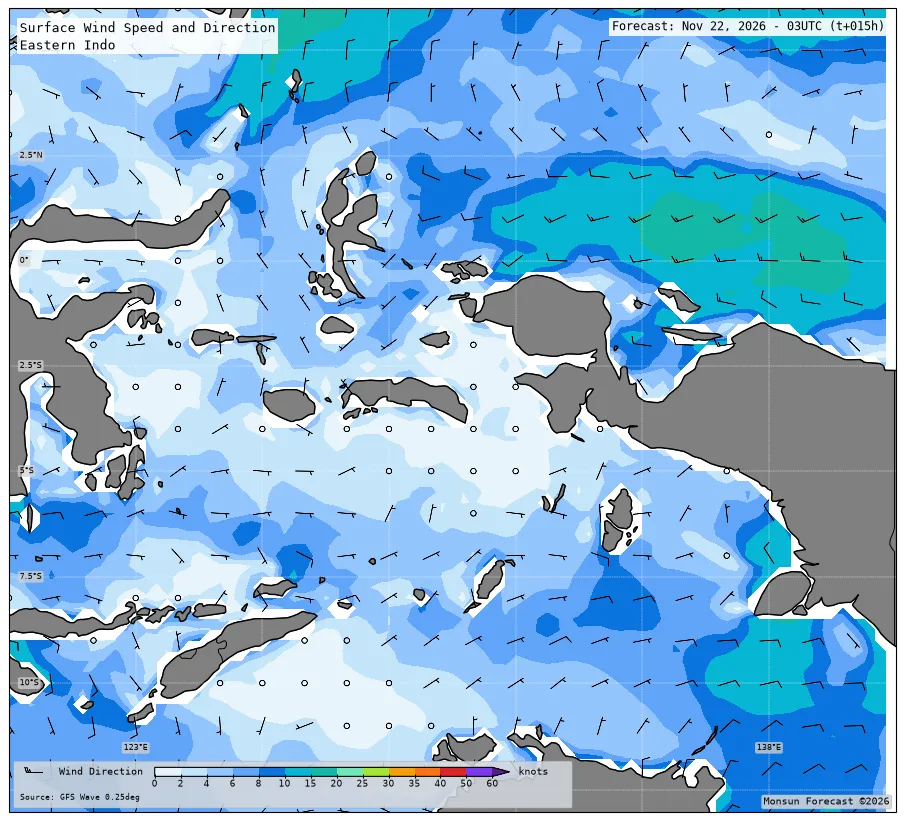 Surface Wind Speed and Direction
Eastern Indo
Forecast: Nov 22, 2026 - 03UTC (t+015h)
2.5°N
0°
2.5°S
5°S
7.5°S
10°S
123°E
138°E
Wind Direction
knots
0 2 4 6 8 10 15 20 25 30 35 40 50 60
Source: GFS Wave 0.25deg
Monsun Forecast ©2026